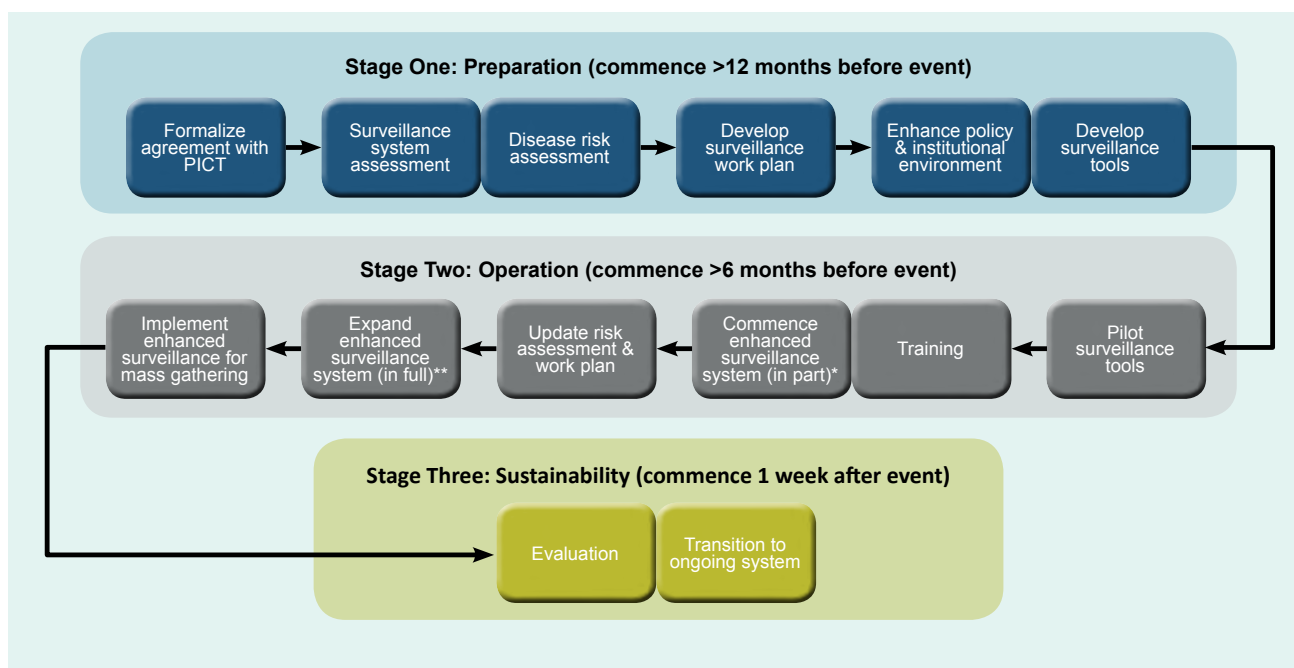 Stage One: Preparation (commence >12 months before event)
Formalize
agreement with
PICT
Surveillance
system
assessment
Disease risk
assessment
Develop
surveillance
work plan
Enhance policy
& institutional
environment
Develop
surveillance
tools
Stage Two: Operation (commence >6 months before event)
Implement
enhanced
surveillance for
mass gathering
Expand
enhanced
surveillance
system (in full)**
Update risk
assessment &
work plan
Commence
enhanced
surveillance
system (in part)*
Training
Pilot
surveillance
tools
Stage Three: Sustainability (commence 1 week after event)
Evaluation
Transition to
ongoing system